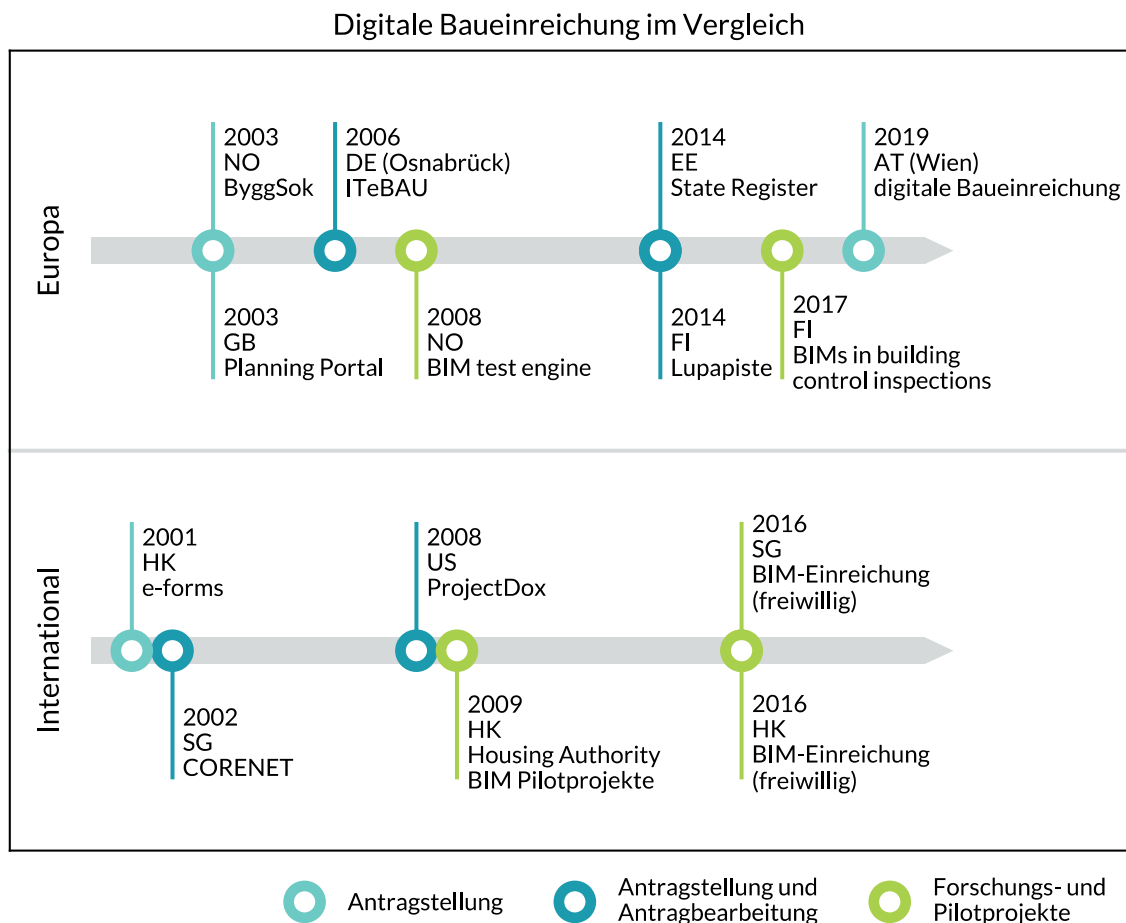 Digitale Baueinreichung im Vergleich
Europa
2003
NO
ByggSok
2006
DE (Osnabrück)
ITeBAU
2014
EE
State Register
2019
AT (Wien)
digitale Baueinreichung
2003
GB
Planning Portal
2008
NO
BIM test engine
2014
FI
Lupapiste
2017
FI
BIMs in building
control inspections
International
2001
HK
e-forms
2008
US
ProjectDox
2016
SG
BIM-Einreichung
(freiwillig)
2002
SG
CORENET
2009
HK
Housing Authority
BIM Pilotprojekte
2016
HK
BIM-Einreichung
(freiwillig)
Antragstellung
Antragstellung und
Antragbearbeitung
Forschungs- und
Pilotprojekte